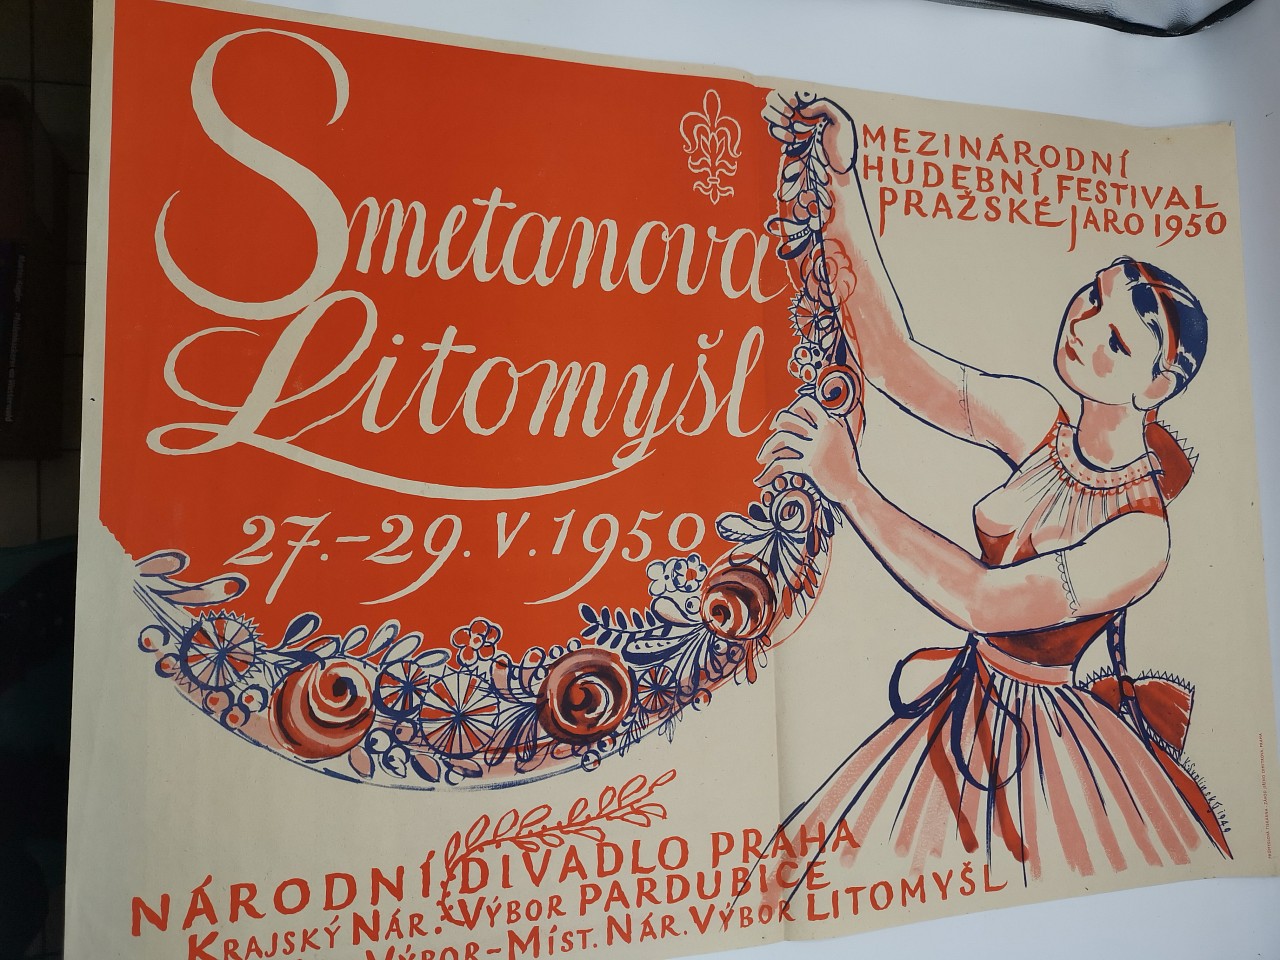 Smetanova
Litomyšl
27.-29. V. 1950
MEZINÁRODNÍ
HUDEBNÍ FESTIVAL
PRAŽSKÉ JARO 1950
NÁRODNÍ DIVADLO PRAHA
KRAJSKÝ NÁR. VÝBOR PARDUBICE
VÝBOR-MÍST. NÁR. VÝBOR LITOMYŠL
1949